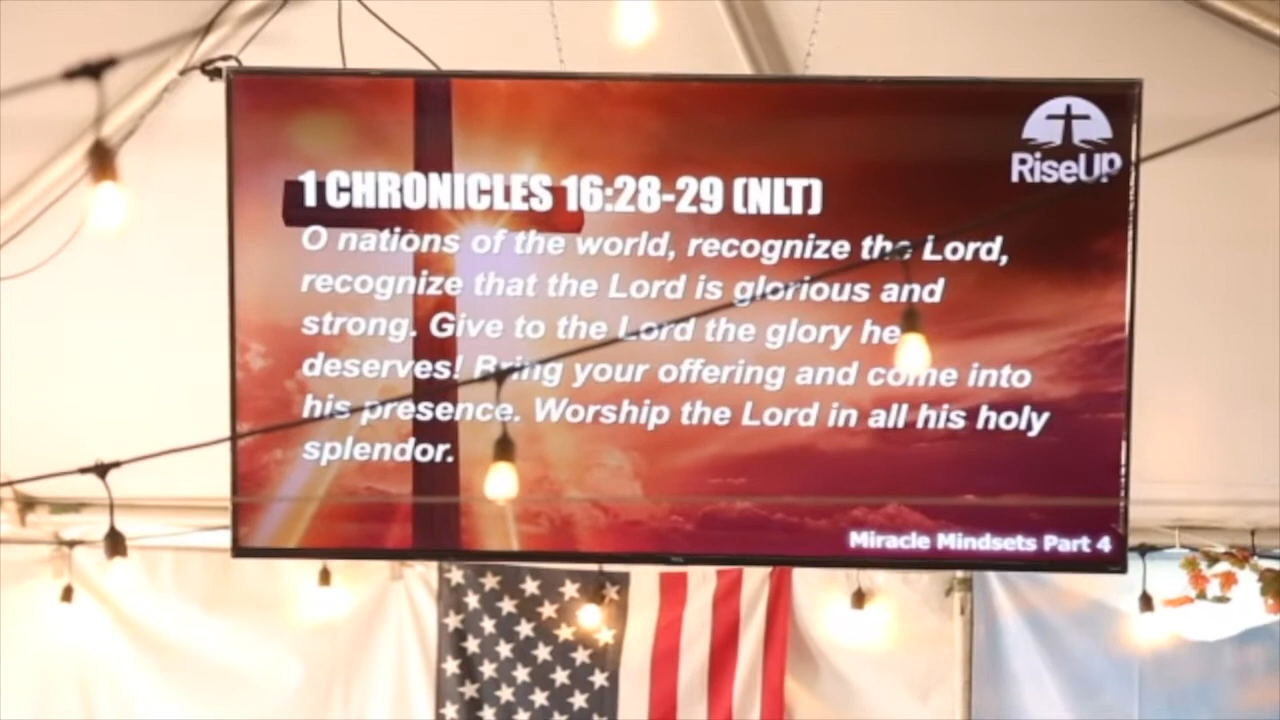 RiseUP
1 CHRONICLES 16:28-29 (NLT)
O nations of the world, recognize the Lord,
recognize that the Lord is glorious and
strong. Give to the Lord the glory he
deserves! Bring your offering and come into
his presence. Worship the Lord in all his holy
splendor.
Miracle Mindsets Part 4